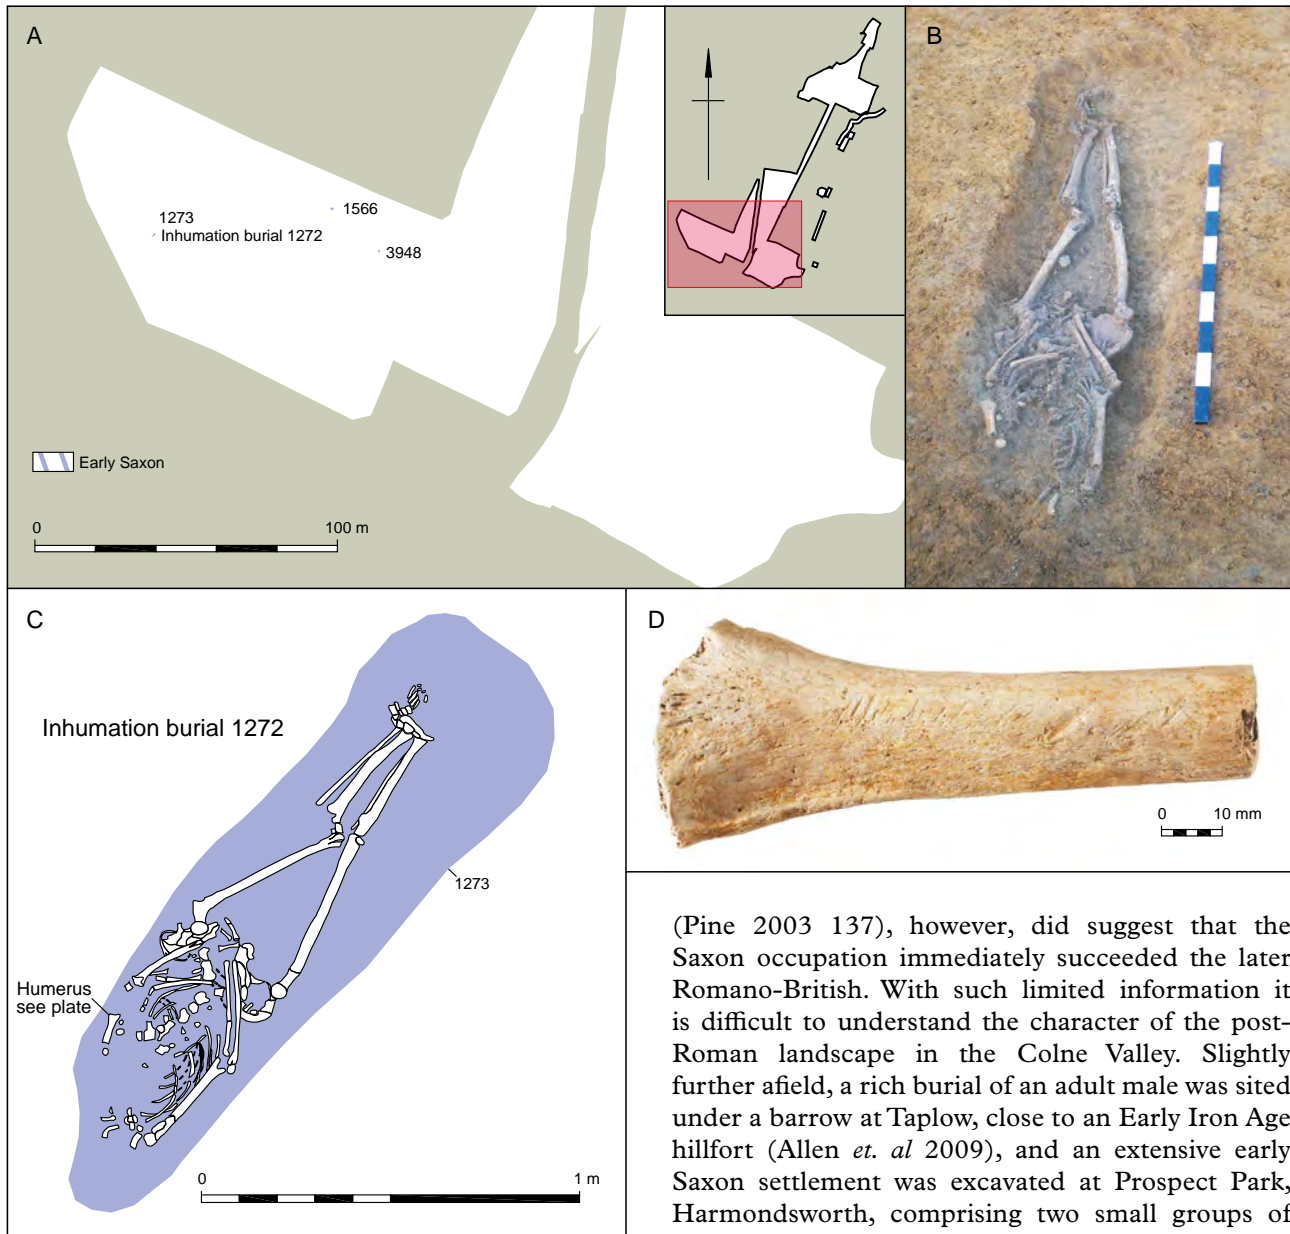 A
1273
Inhumation burial 1272
1566
3948
Early Saxon
0 100 m
B
C
Inhumation burial 1272
1273
Humerus
see plate
0 1 m
D
0 10 mm
(Pine 2003 137), however, did suggest that the
Saxon occupation immediately succeeded the later
Romano-British. With such limited information it
is difficult to understand the character of the post-
Roman landscape in the Colne Valley. Slightly
further afield, a rich burial of an adult male was sited
under a barrow at Taplow, close to an Early Iron Age
hillfort (Allen et. al 2009), and an extensive early
Saxon settlement was excavated at Prospect Park,
Harmondsworth, comprising two small groups of